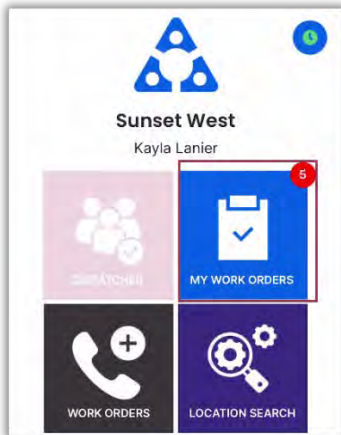 Sunset West
Kayla Lanier
5
DISPATCHER
MY WORK ORDERS
WORK ORDERS
LOCATION SEARCH